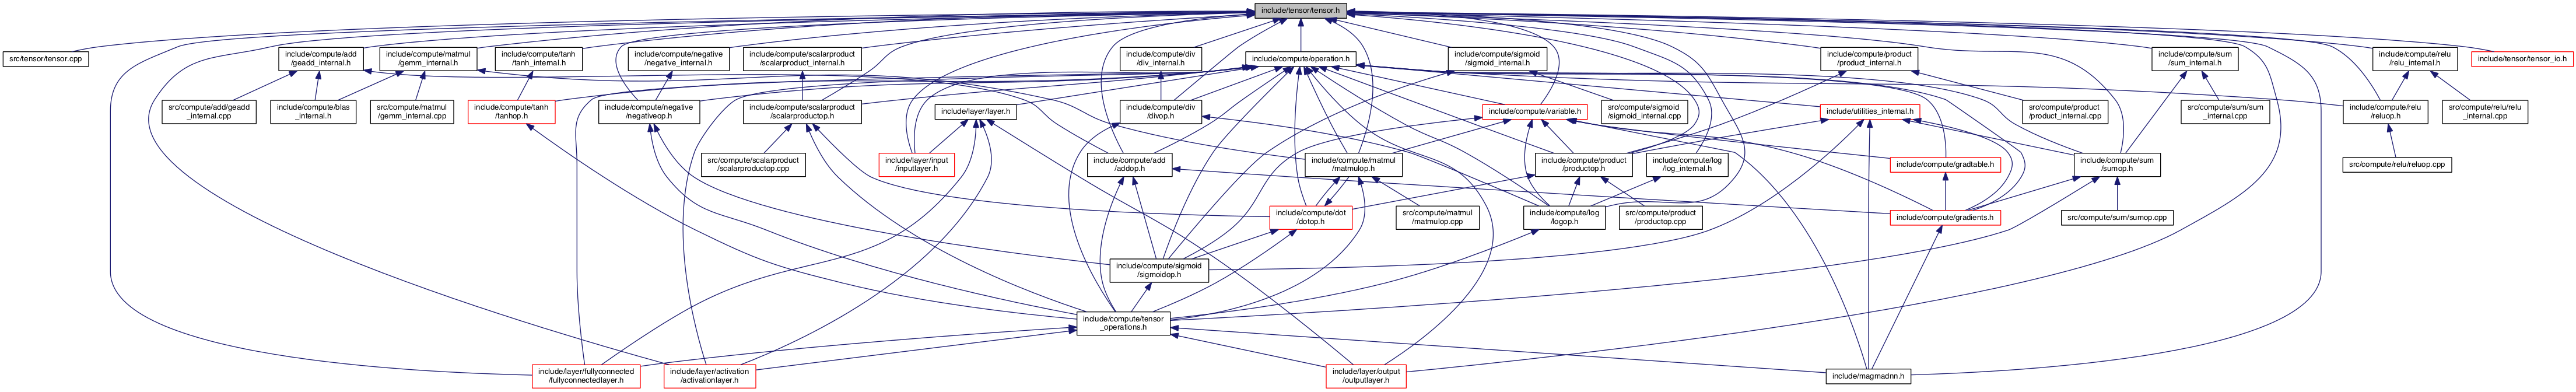 include/tensor/tensor.h
src/tensor/tensor.cpp
include/compute/add
/geadd_internal.h
include/compute/matmul
/gemm_internal.h
include/compute/tanh
/tanh_internal.h
include/compute/negative
/negative_internal.h
include/compute/scalarproduct
/scalarproduct_internal.h
include/compute/div
/div_internal.h
include/compute/operation.h
include/compute/sigmoid
/sigmoid_internal.h
include/compute/product
/product_internal.h
include/compute/sum
/sum_internal.h
include/compute/relu
/relu_internal.h
include/tensor/tensor_io.h
src/compute/add/geadd
_internal.cpp
include/compute/blas
_internal.h
src/compute/matmul
/gemm_internal.cpp
include/compute/tanh
/tanhop.h
include/compute/negative
/negativeop.h
include/compute/scalarproduct
/scalarproductop.h
include/layer/layer.h
include/compute/div
/divop.h
include/compute/variable.h
src/compute/sigmoid
/sigmoid_internal.cpp
include/utilities_internal.h
src/compute/product
/product_internal.cpp
src/compute/sum/sum
_internal.cpp
include/compute/relu
/reluop.h
src/compute/relu/relu
_internal.cpp
src/compute/scalarproduct
/scalarproductop.cpp
include/layer/input
/inputlayer.h
include/compute/add
/addop.h
include/compute/matmul
/matmulop.h
include/compute/product
/productop.h
include/compute/log
/log_internal.h
include/compute/gradtable.h
include/compute/sum
/sumop.h
src/compute/relu/reluop.cpp
include/compute/dot
/dotop.h
src/compute/matmul
/matmulop.cpp
include/compute/log
/logop.h
src/compute/product
/productop.cpp
include/compute/gradients.h
src/compute/sum/sumop.cpp
include/compute/sigmoid
/sigmoidop.h
include/compute/tensor
_operations.h
include/layer/fullyconnected
/fullyconnectedlayer.h
include/layer/activation
/activationlayer.h
include/layer/output
/outputlayer.h
include/magmadnn.h